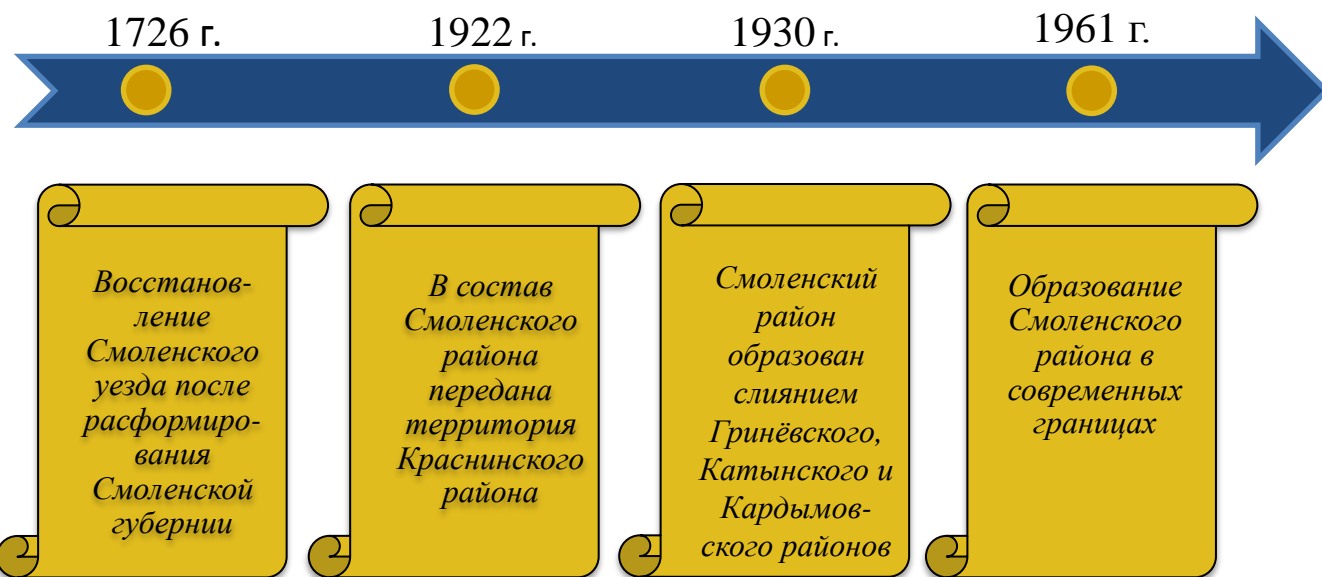 1726 г.
1922 г.
1930 г.
1961 г.
Восстанов-
ление
Смоленского
уезда после
расформиро-
вания
Смоленской
губернии
В состав
Смоленского
района
передана
территория
Краснинского
района
Смоленский
район
образован
слиянием
Гринёвского,
Катынского и
Кардымов-
ского районов
Образование
Смоленского
района в
современных
границах